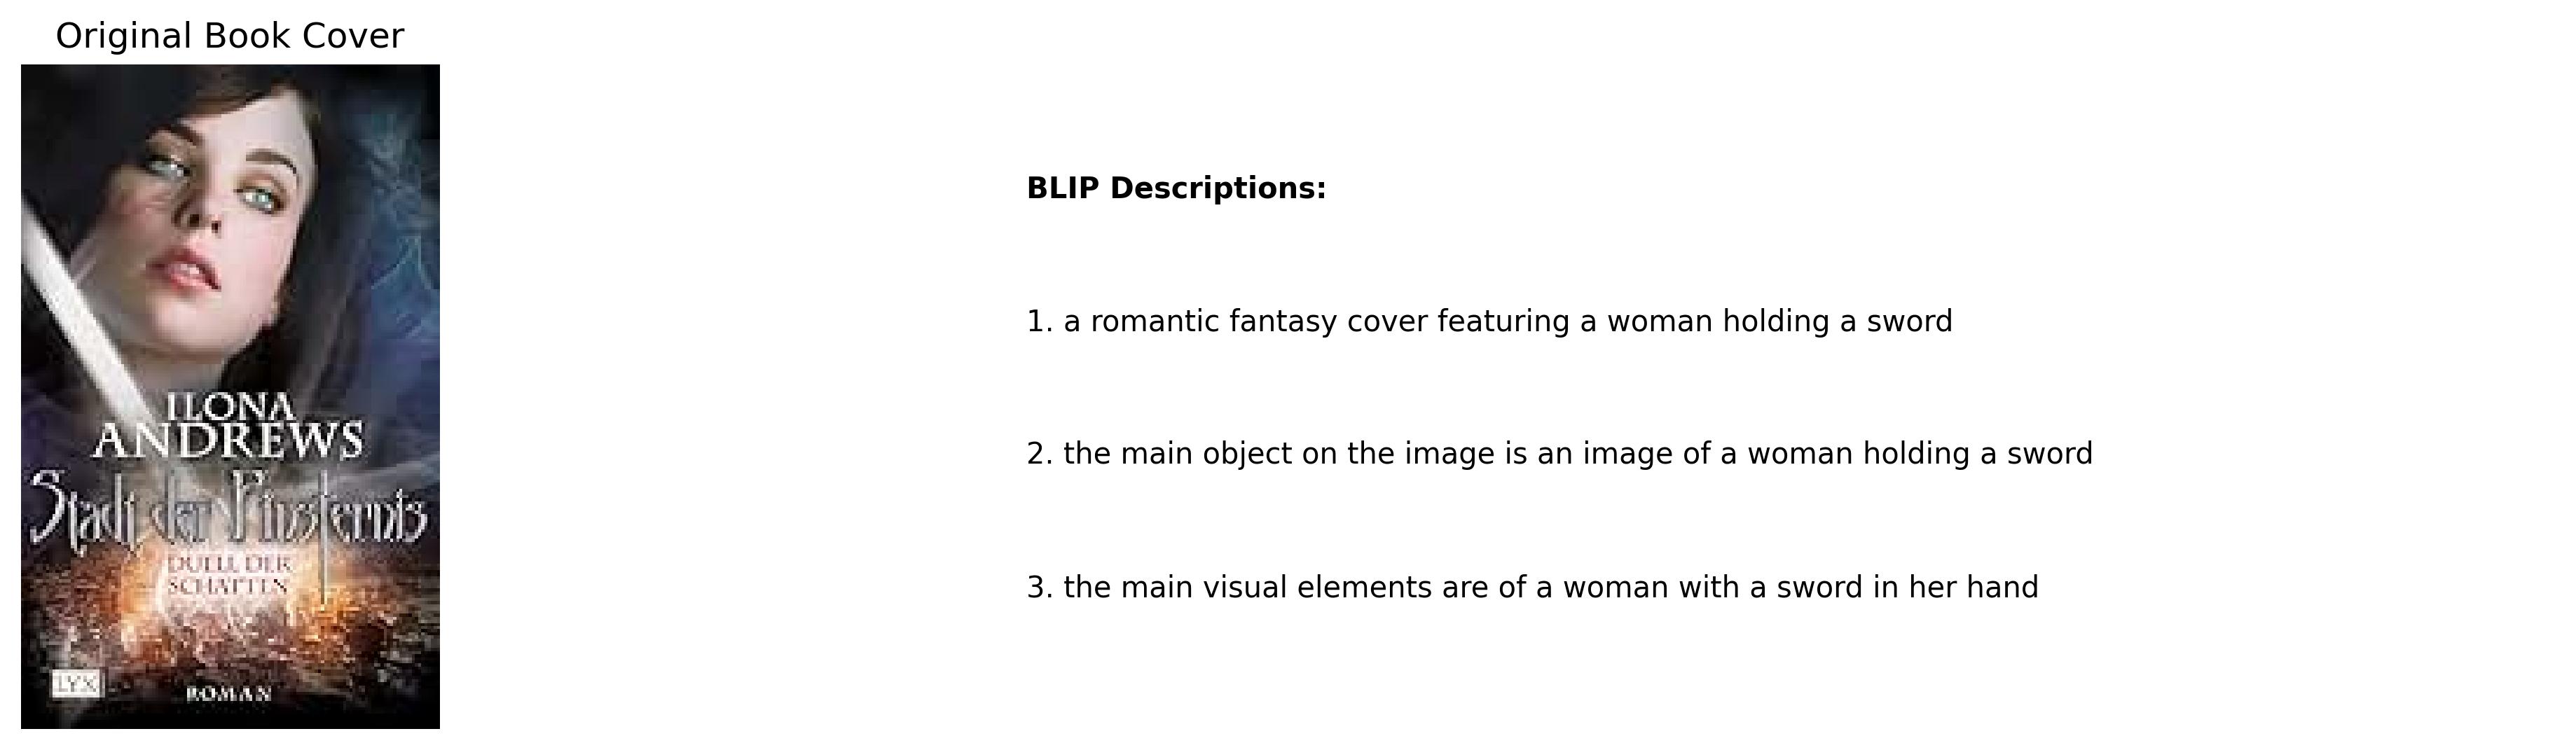 Original Book Cover
ILONA
ANDREWS
Stadt der Finsternis
DUELL DER
SCHATTEN
LYX
ROMAN
BLIP Descriptions:
1. a romantic fantasy cover featuring a woman holding a sword
2. the main object on the image is an image of a woman holding a sword
3. the main visual elements are of a woman with a sword in her hand